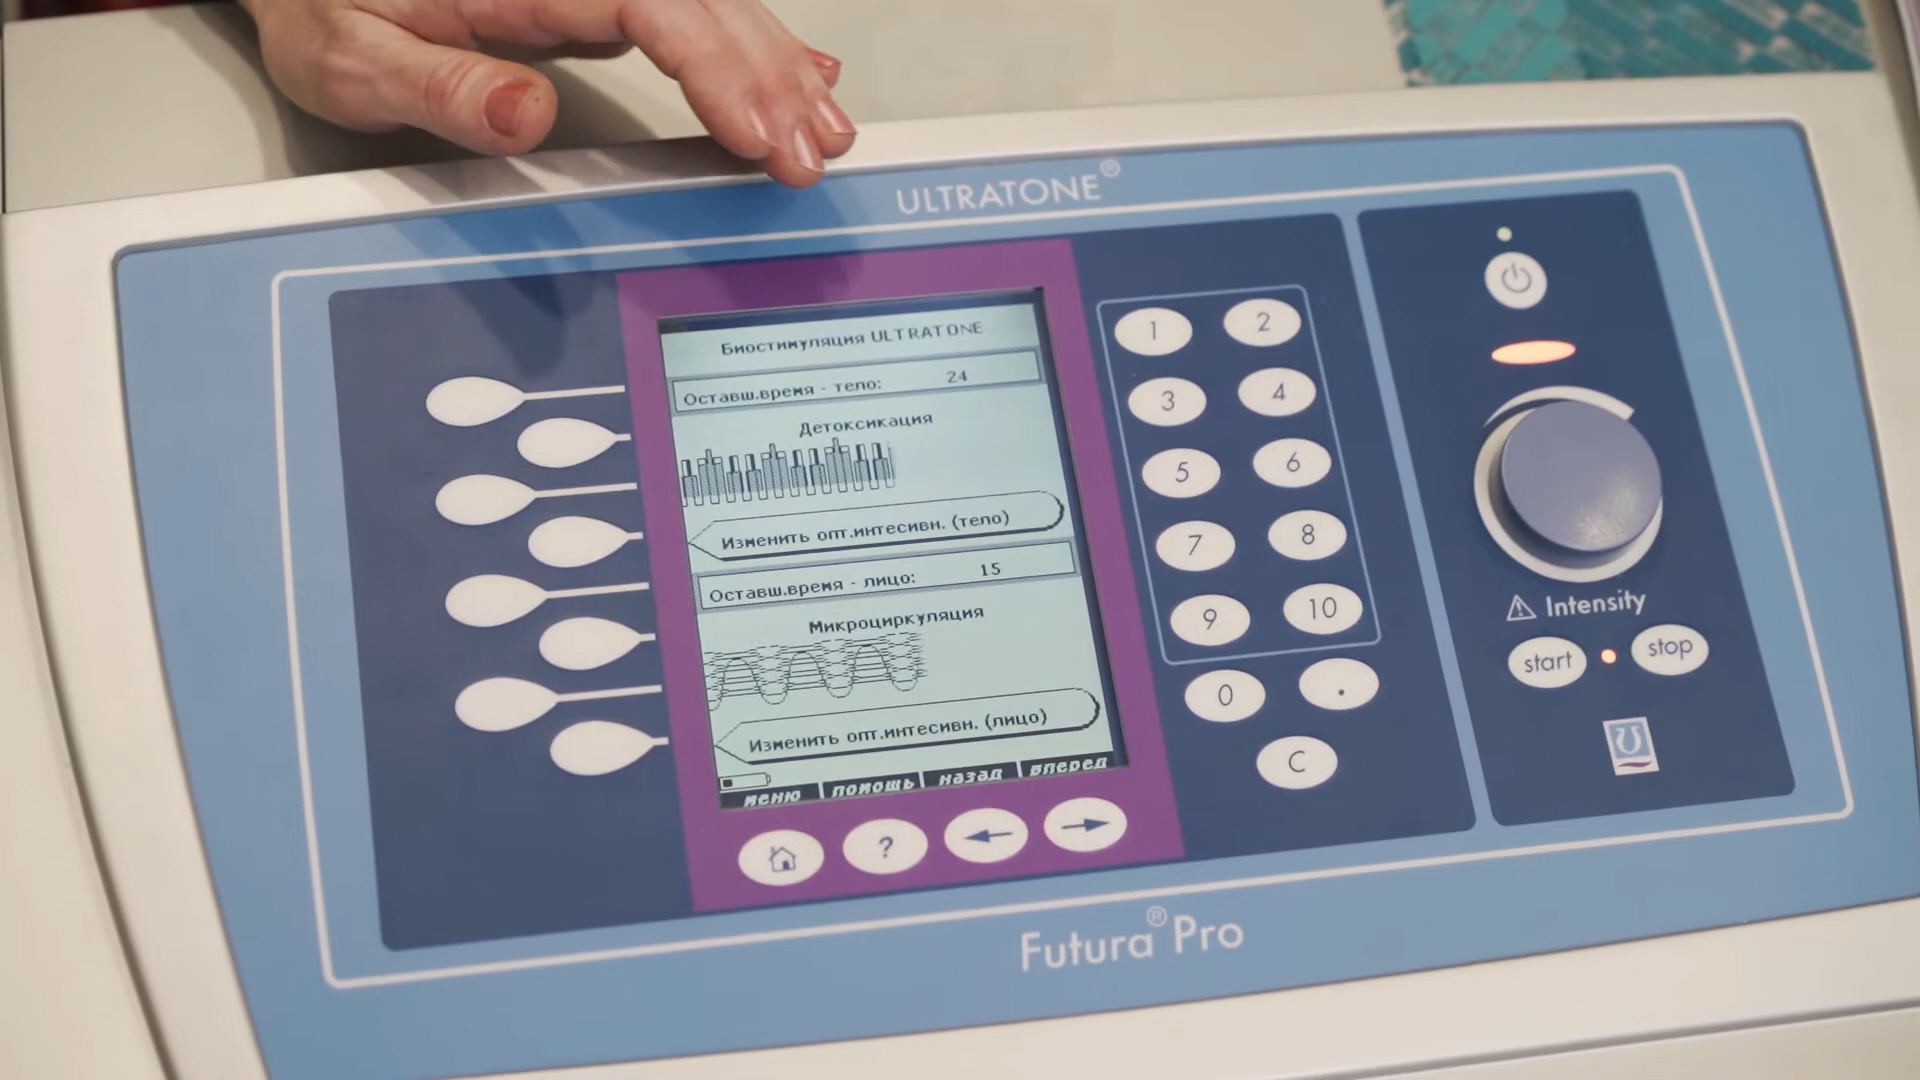 ULTRATONE®
Биостимуляция ULTRATONE
Оставш.время - тело: 24
Детоксикация
Изменить опт.интесивн. (тело)
Оставш.время - лицо: 15
Микроциркуляция
Изменить опт.интесивн. (лицо)
меню помощь назад вперед
?
1 2
3 4
5 6
7 8
9 10
0 .
C
Intensity
start stop
Futura® Pro